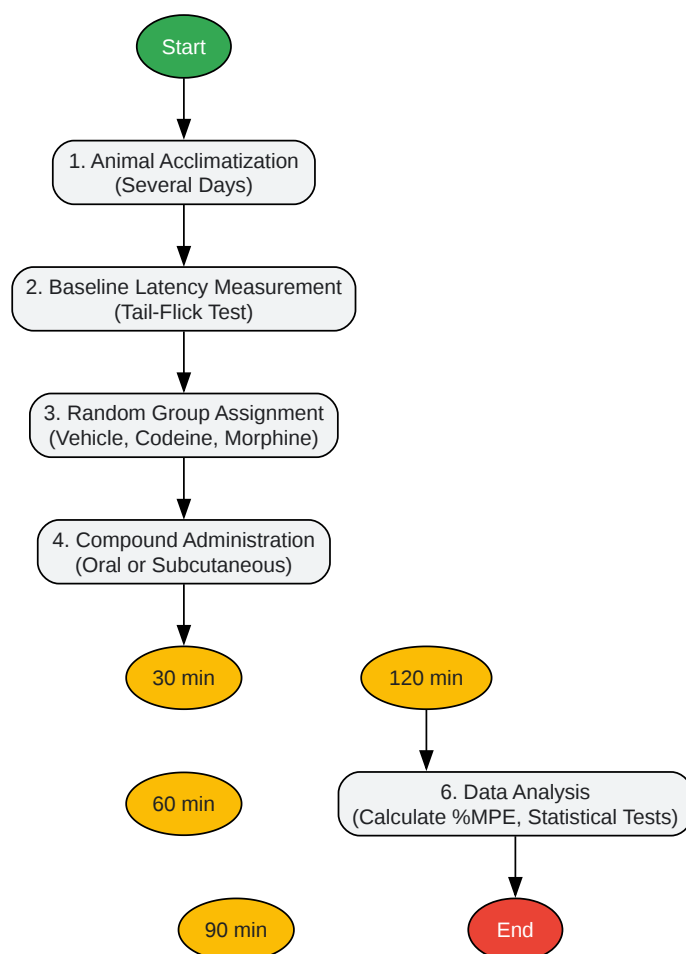 Start
1. Animal Acclimatization
(Several Days)
2. Baseline Latency Measurement
(Tail-Flick Test)
3. Random Group Assignment
(Vehicle, Codeine, Morphine)
4. Compound Administration
(Oral or Subcutaneous)
30 min
120 min
60 min
6. Data Analysis
(Calculate %MPE, Statistical Tests)
90 min
End